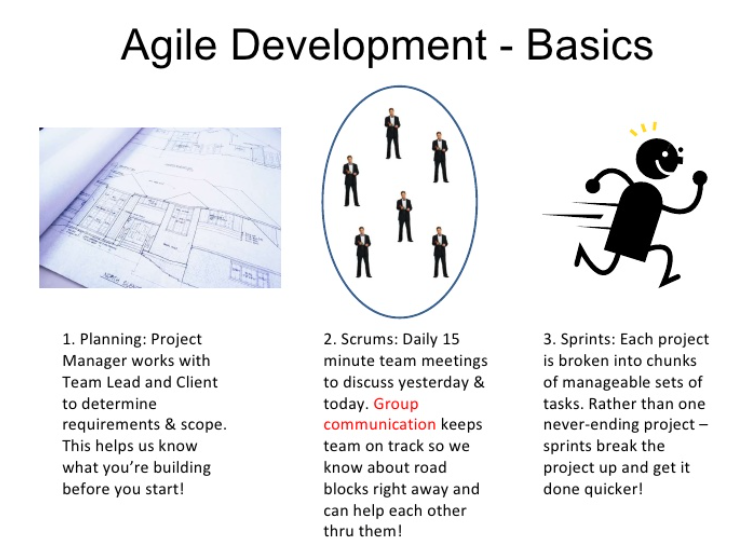 Agile Development - Basics
1. Planning: Project
Manager works with
Team Lead and Client
to determine
requirements & scope.
This helps us know
what you’re building
before you start!
2. Scrums: Daily 15
minute team meetings
to discuss yesterday &
today. Group
communication keeps
team on track so we
know about road
blocks right away and
can help each other
thru them!
3. Sprints: Each project
is broken into chunks
of manageable sets of
tasks. Rather than one
never-ending project –
sprints break the
project up and get it
done quicker!